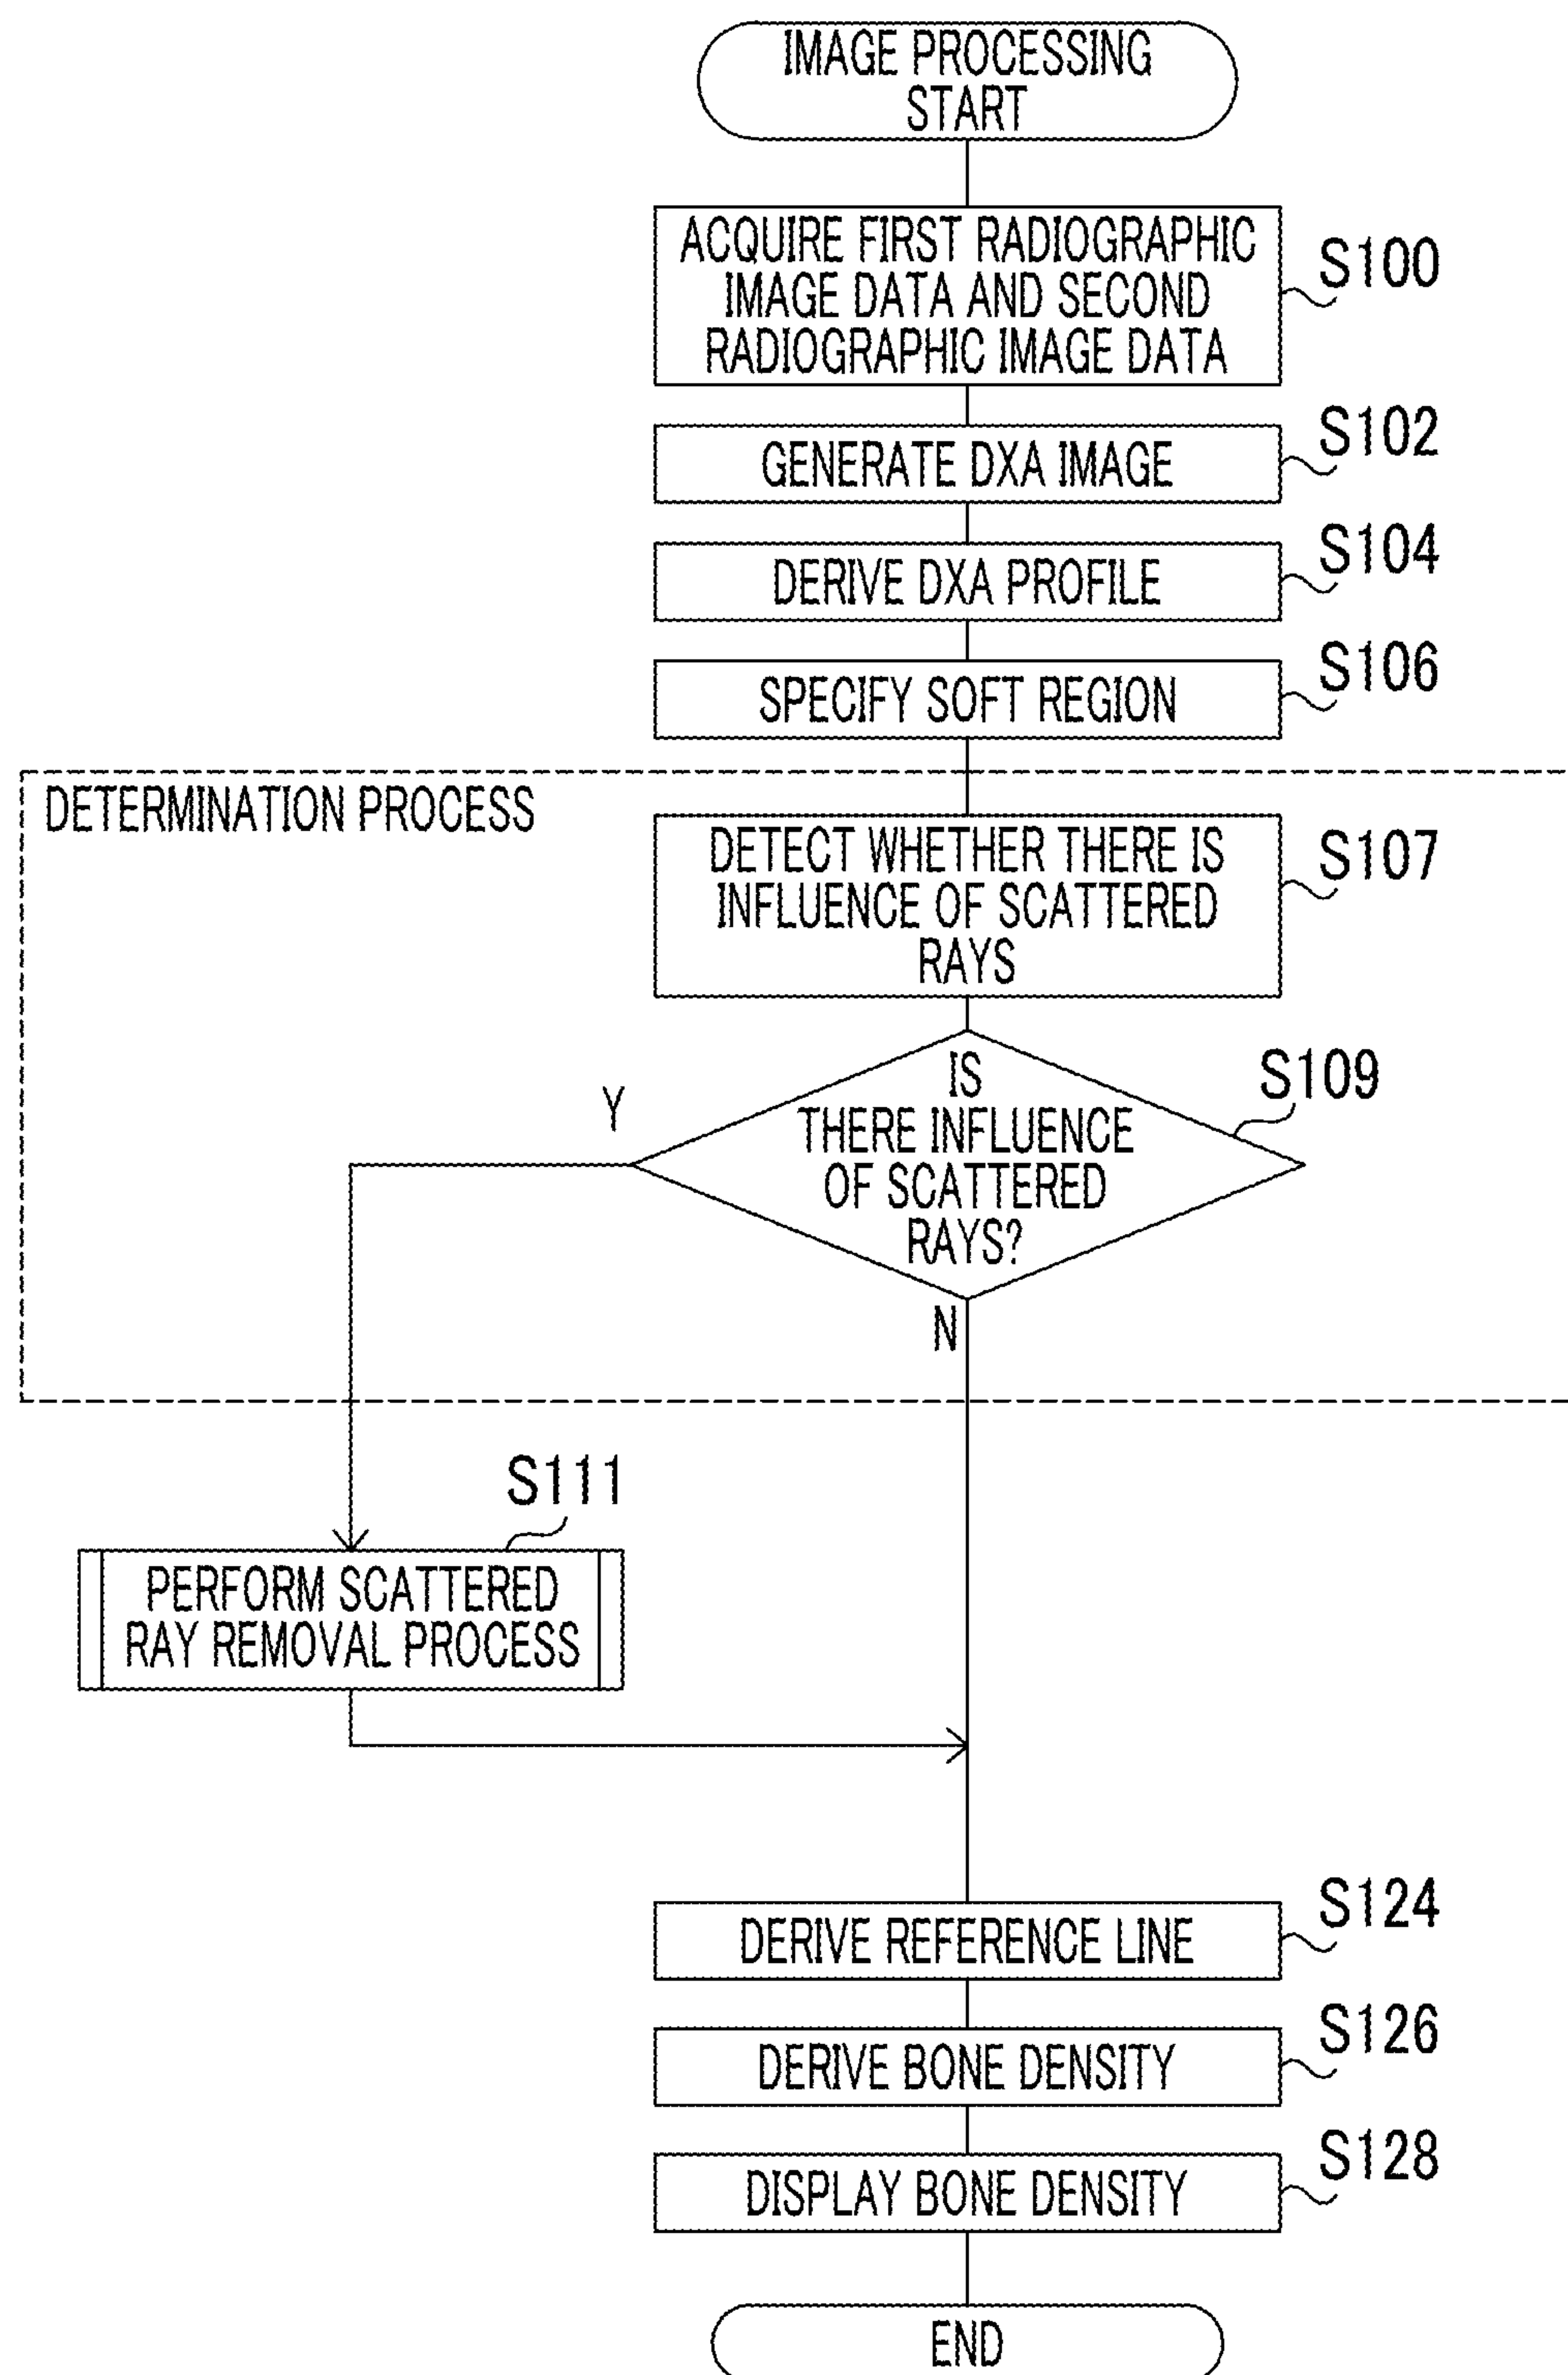 IMAGE PROCESSING
START
ACQUIRE FIRST RADIOGRAPHIC
IMAGE DATA AND SECOND
RADIOGRAPHIC IMAGE DATA
S100
GENERATE DXA IMAGE
S102
DERIVE DXA PROFILE
S104
SPECIFY SOFT REGION
S106
DETERMINATION PROCESS
DETECT WHETHER THERE IS
INFLUENCE OF SCATTERED
RAYS
S107
IS
THERE INFLUENCE
OF SCATTERED
RAYS?
S109
Y
N
S111
PERFORM SCATTERED
RAY REMOVAL PROCESS
DERIVE REFERENCE LINE
S124
DERIVE BONE DENSITY
S126
DISPLAY BONE DENSITY
S128
END